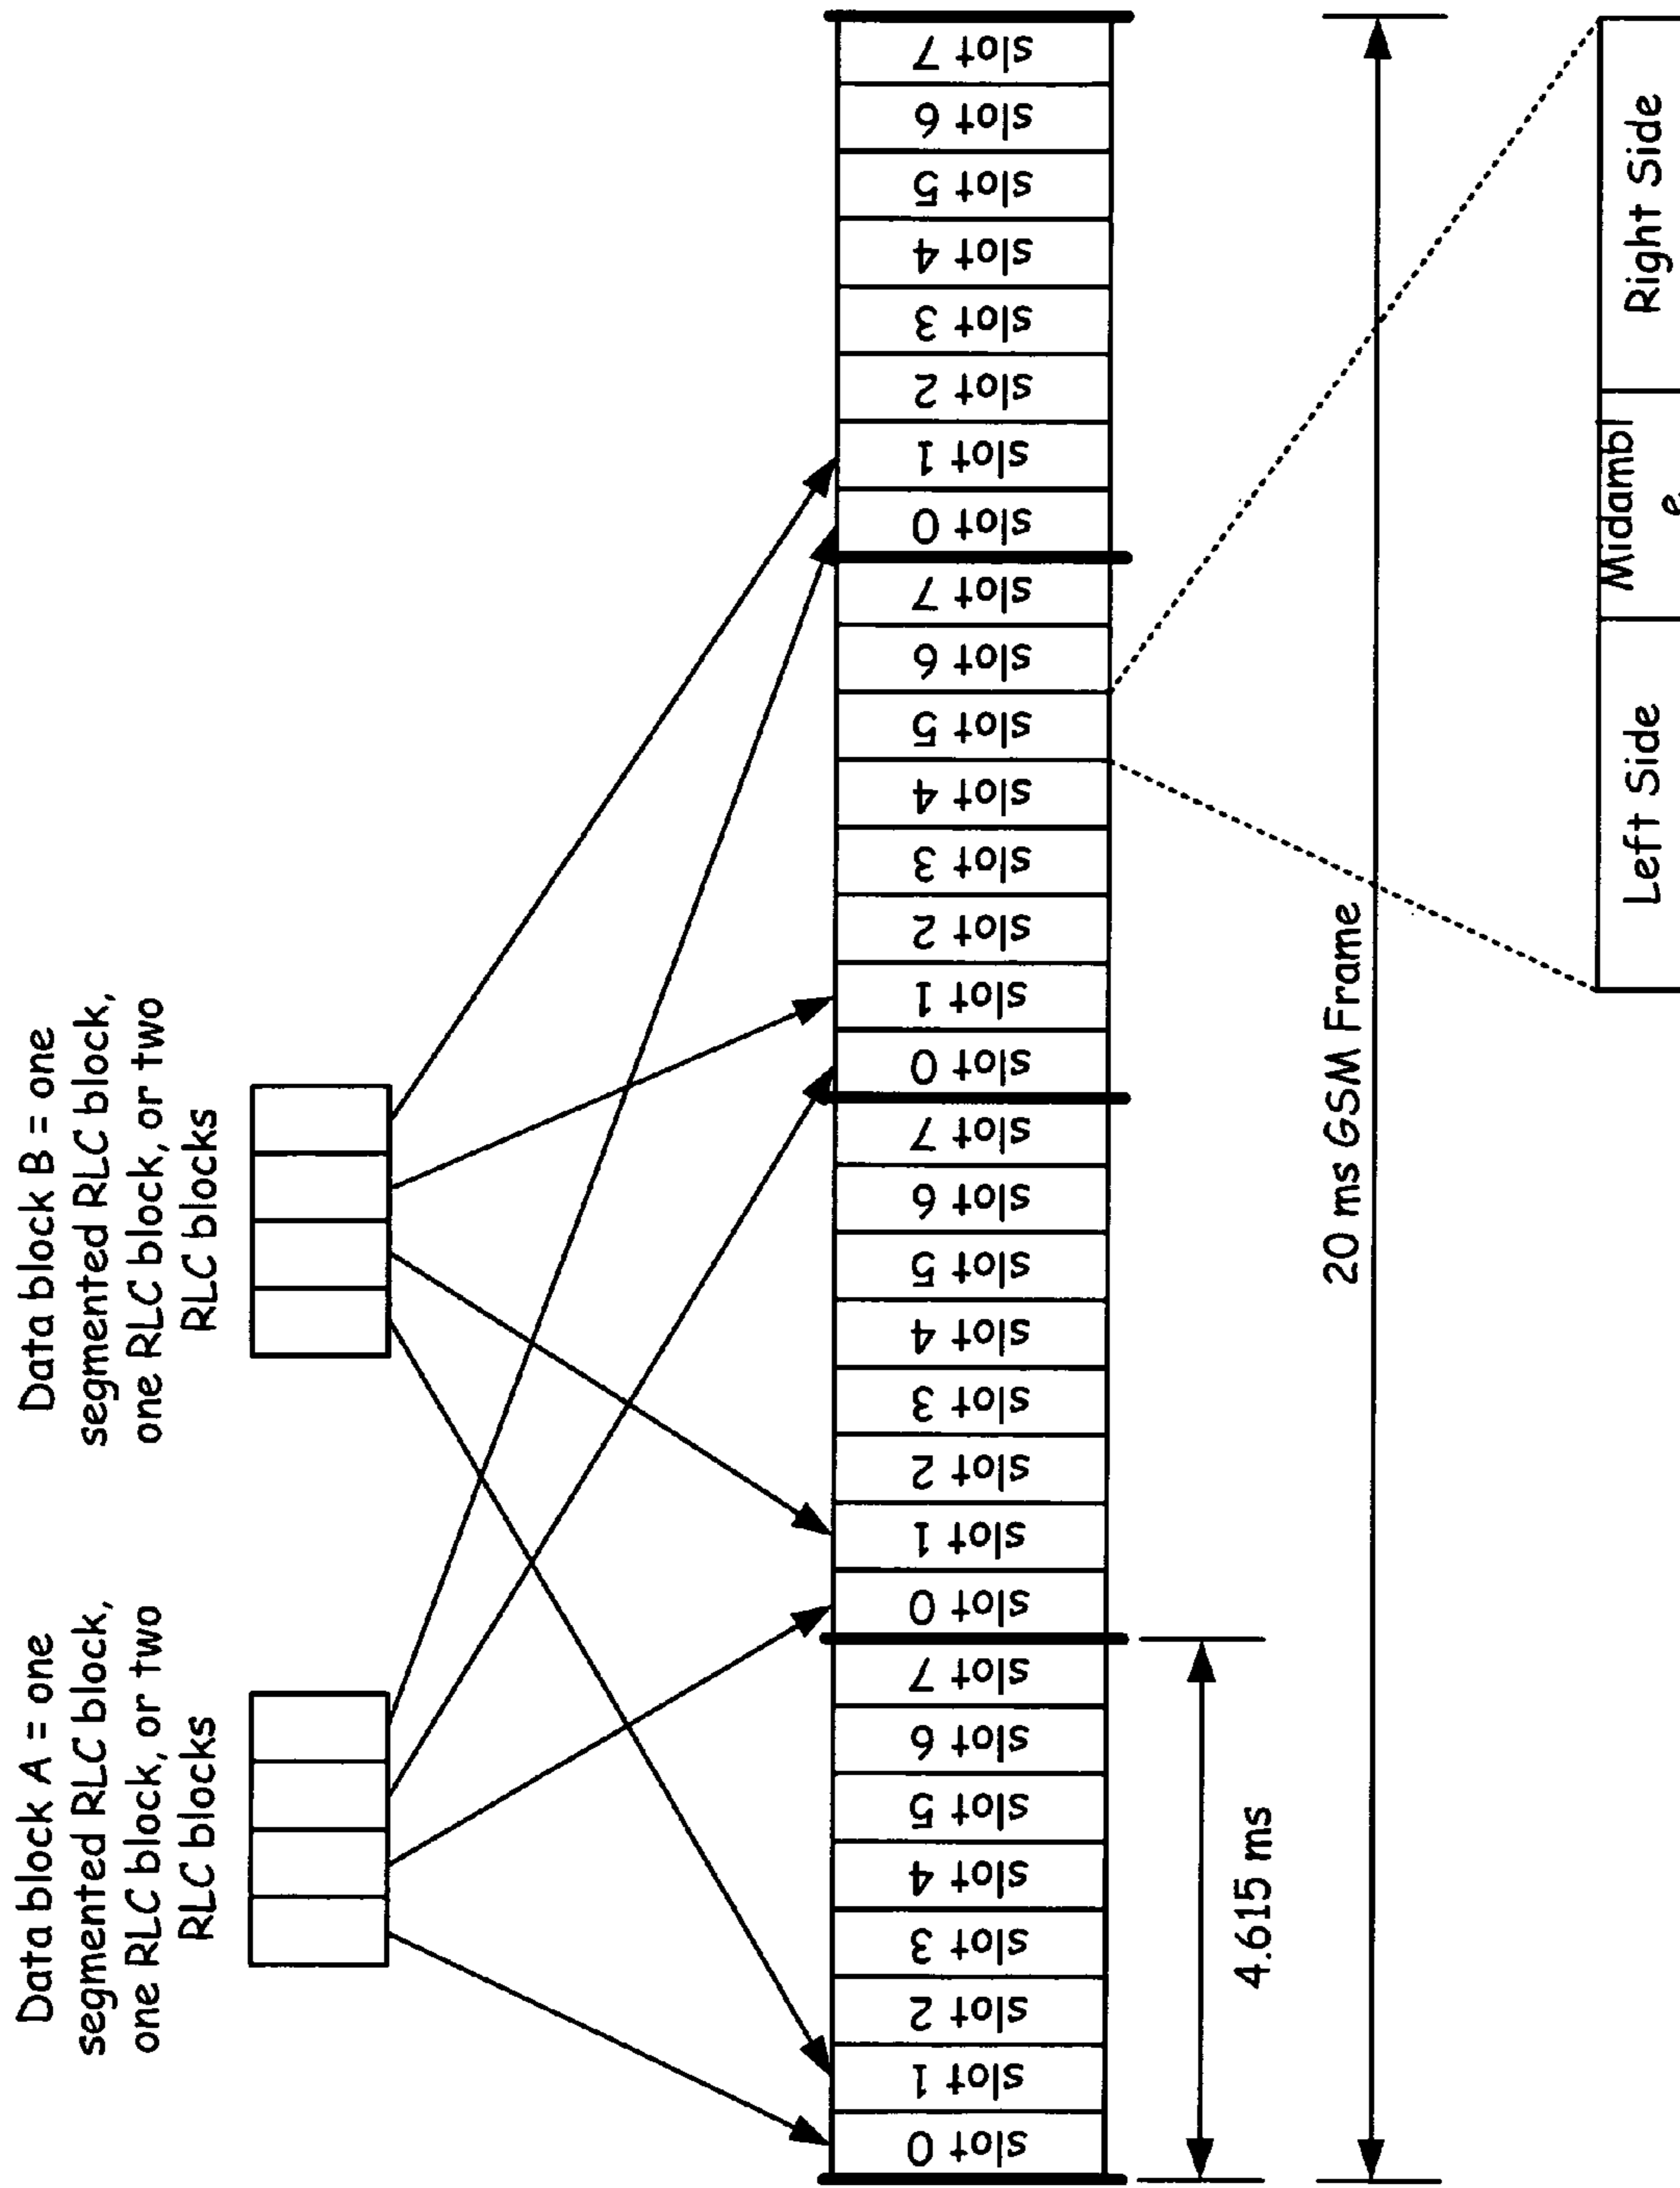 Data block A = one
segmented RLC block,
one RLC block, or two
RLC blocks
Data block B = one
segmented RLC block,
one RLC block, or two
RLC blocks
slot 0
slot 1
slot 2
slot 3
slot 4
slot 5
slot 6
slot 7
slot 0
slot 1
slot 2
slot 3
slot 4
slot 5
slot 6
slot 7
slot 0
slot 1
slot 2
slot 3
slot 4
slot 5
slot 6
slot 7
slot 0
slot 1
slot 2
slot 3
slot 4
slot 5
slot 6
slot 7
4.615 ms
20 ms GSM Frame
Left Side
Midambl
e
Right Side